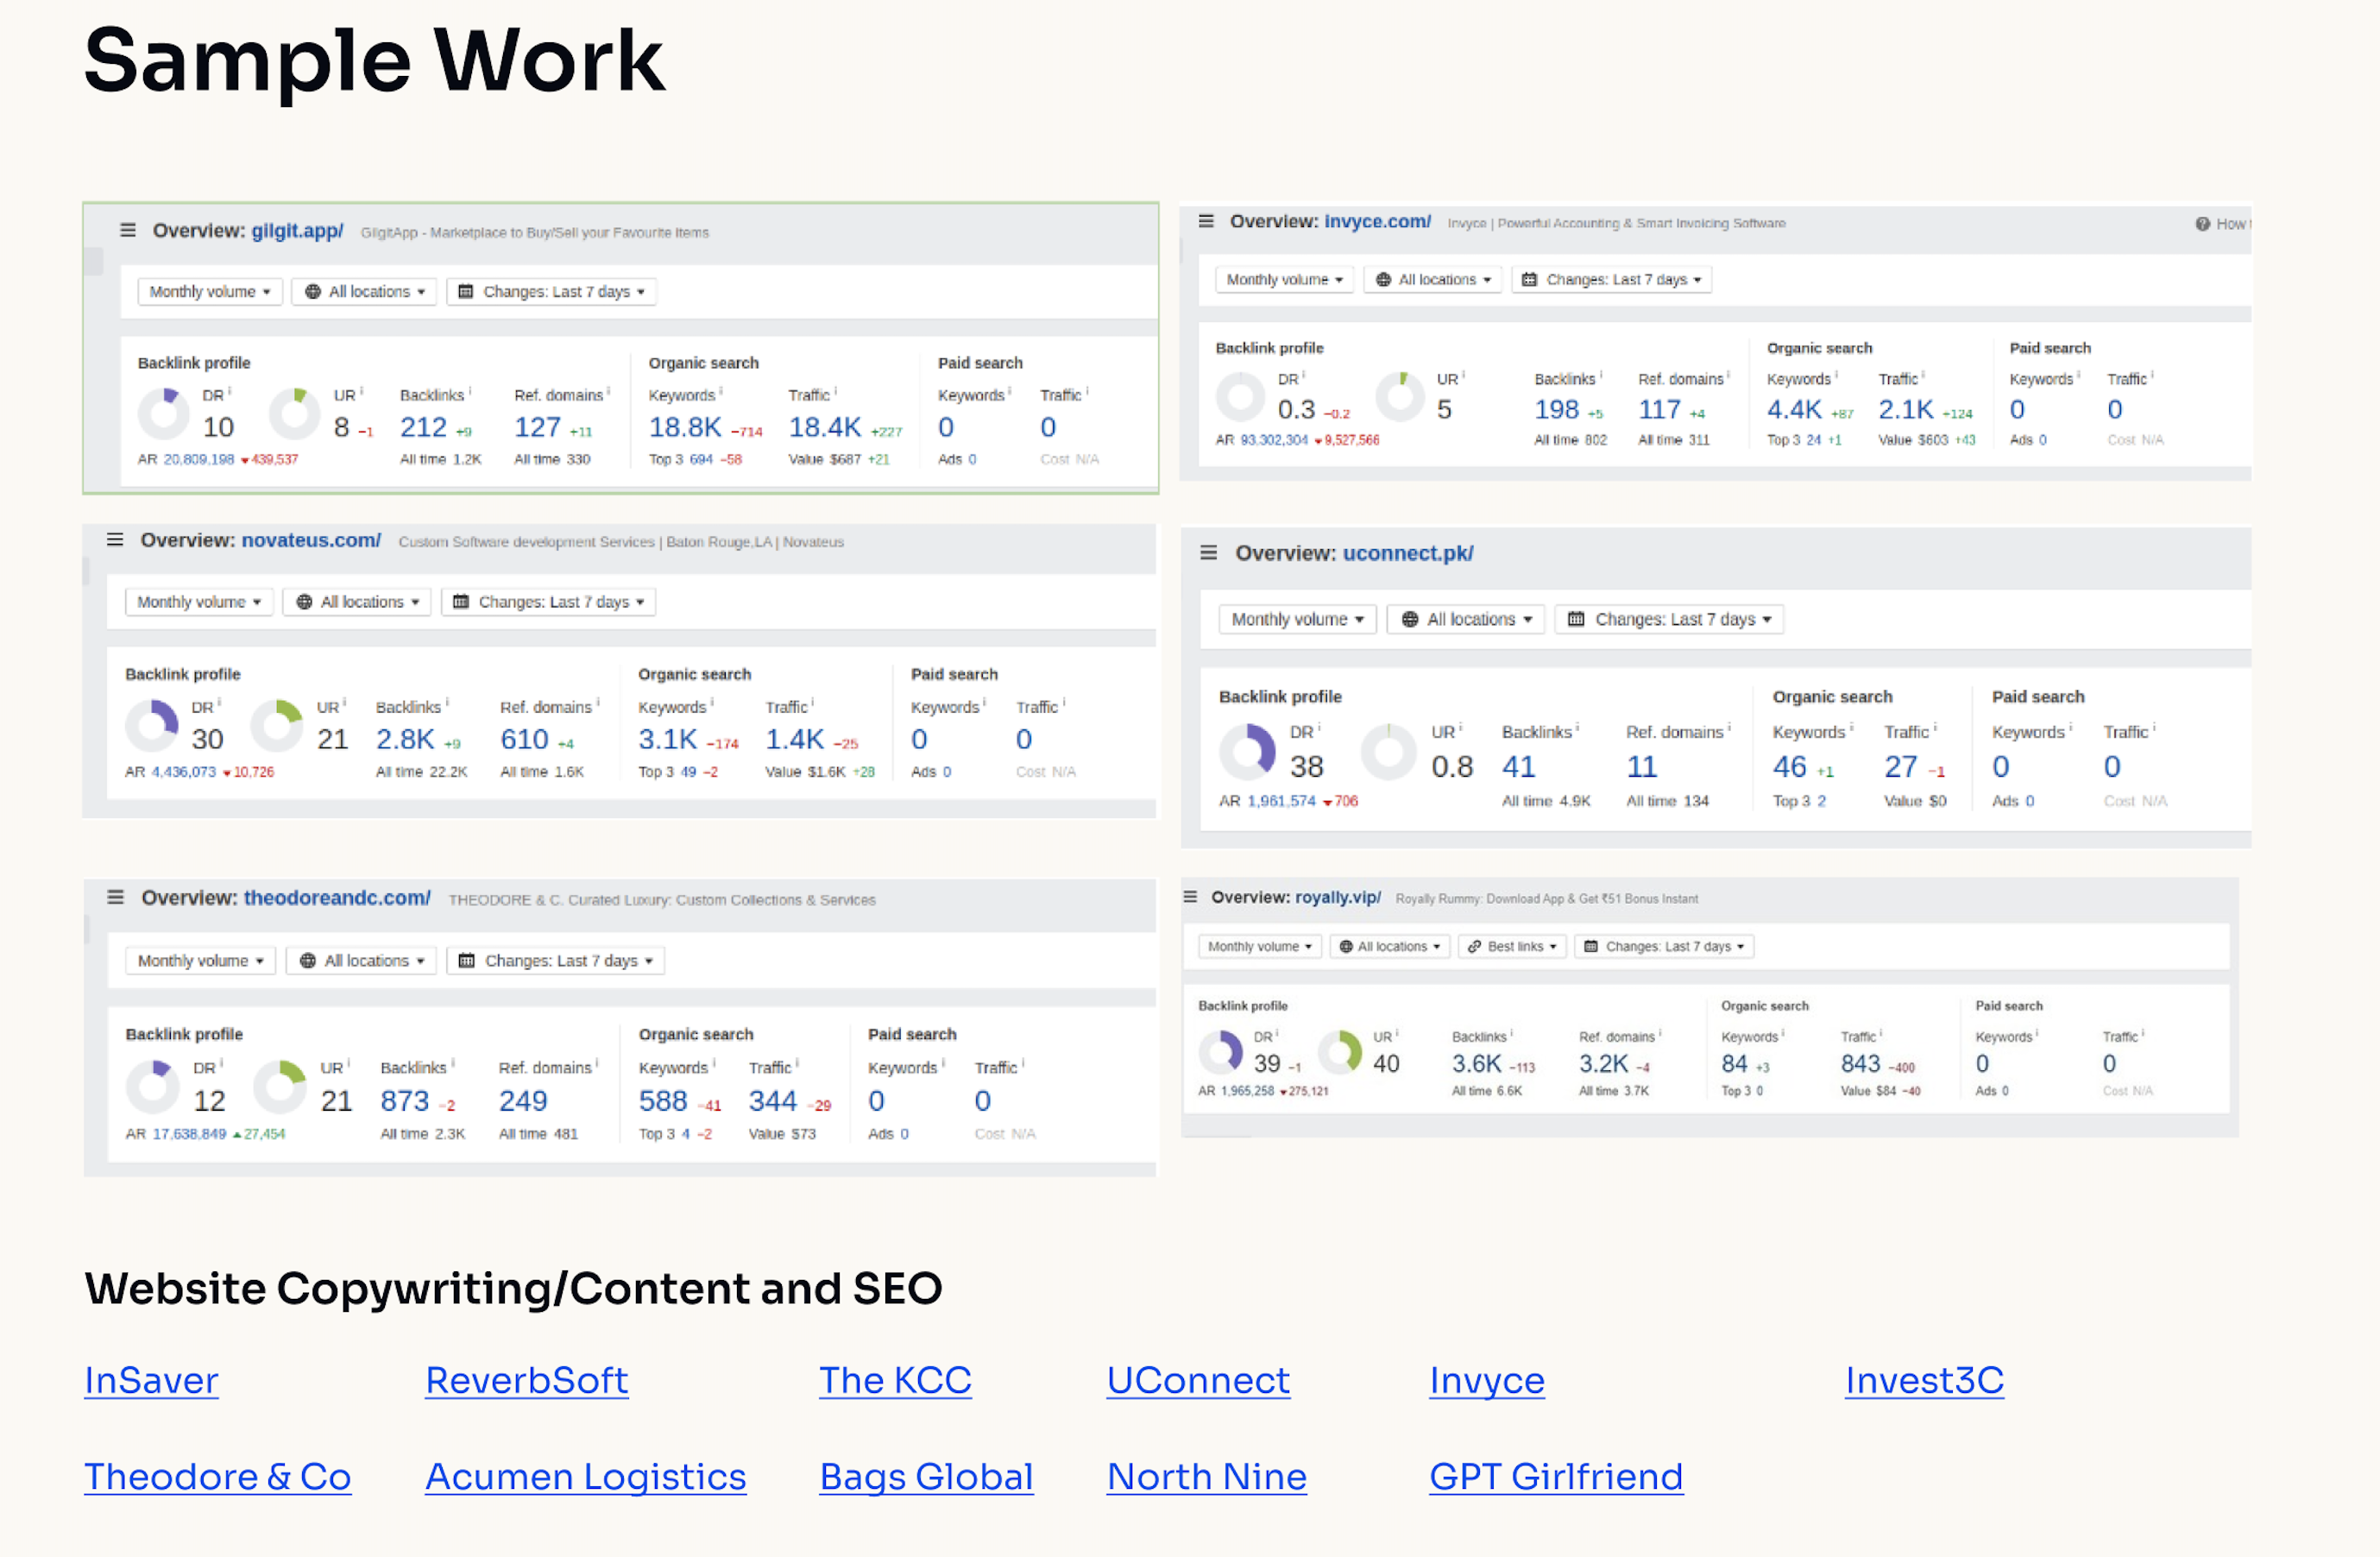 Sample Work
Overview: gilgit.app/ GilgitApp - Marketplace to Buy/Sell your Favourite Items
Monthly volume All locations Changes: Last 7 days
Backlink profile Organic search Paid search
DR UR Backlinks Ref. domains Keywords Traffic Keywords Traffic
10 8 -1 212 +9 127 +11 18.8K -714 18.4K +227 0 0
AR 20,809,198 439,537 All time 1.2K All time 330 Top 3 694 -58 Value $687 +21 Ads 0 Cost N/A
Overview: invyce.com/ Invyce | Powerful Accounting & Smart Invoicing Software How
Monthly volume All locations Changes: Last 7 days
Backlink profile Organic search Paid search
DR UR Backlinks Ref. domains Keywords Traffic Keywords Traffic
0.3 -0.2 5 198 +5 117 +4 4.4K +87 2.1K +124 0 0
AR 93,302,304 9,527,566 All time 802 All time 311 Top 3 24 +1 Value $603 +43 Ads 0 Cost N/A
Overview: novateus.com/ Custom Software development Services | Baton Rouge,LA | Novateus
Monthly volume All locations Changes: Last 7 days
Backlink profile Organic search Paid search
DR UR Backlinks Ref. domains Keywords Traffic Keywords Traffic
30 21 2.8K +9 610 +4 3.1K -174 1.4K -25 0 0
AR 4,436,073 10,726 All time 22.2K All time 1.6K Top 3 49 -2 Value $1.6K +28 Ads 0 Cost N/A
Overview: uconnect.pk/
Monthly volume All locations Changes: Last 7 days
Backlink profile Organic search Paid search
DR UR Backlinks Ref. domains Keywords Traffic Keywords Traffic
38 0.8 41 11 46 +1 27 -1 0 0
AR 1,961,574 706 All time 4.9K All time 134 Top 3 2 Value $0 Ads 0 Cost N/A
Overview: theodoreandc.com/ THEODORE & C. Curated Luxury: Custom Collections & Services
Monthly volume All locations Changes: Last 7 days
Backlink profile Organic search Paid search
DR UR Backlinks Ref. domains Keywords Traffic Keywords Traffic
12 21 873 -2 249 588 -41 344 -29 0 0
AR 17,638,849 27,454 All time 2.3K All time 481 Top 3 4 -2 Value $73 Ads 0 Cost N/A
Overview: royally.vip/ Royally Rummy: Download App & Get ₹51 Bonus Instant
Monthly volume All locations Best links Changes: Last 7 days
Backlink profile Organic search Paid search
DR UR Backlinks Ref. domains Keywords Traffic Keywords Traffic
39 -1 40 3.6K -113 3.2K -4 84 +3 843 -400 0 0
AR 1,965,258 275,121 All time 6.6K All time 3.7K Top 3 0 Value $84 -40 Ads 0 Cost N/A
Website Copywriting/Content and SEO
InSaver ReverbSoft The KCC UConnect Invyce Invest3C
Theodore & Co Acumen Logistics Bags Global North Nine GPT Girlfriend